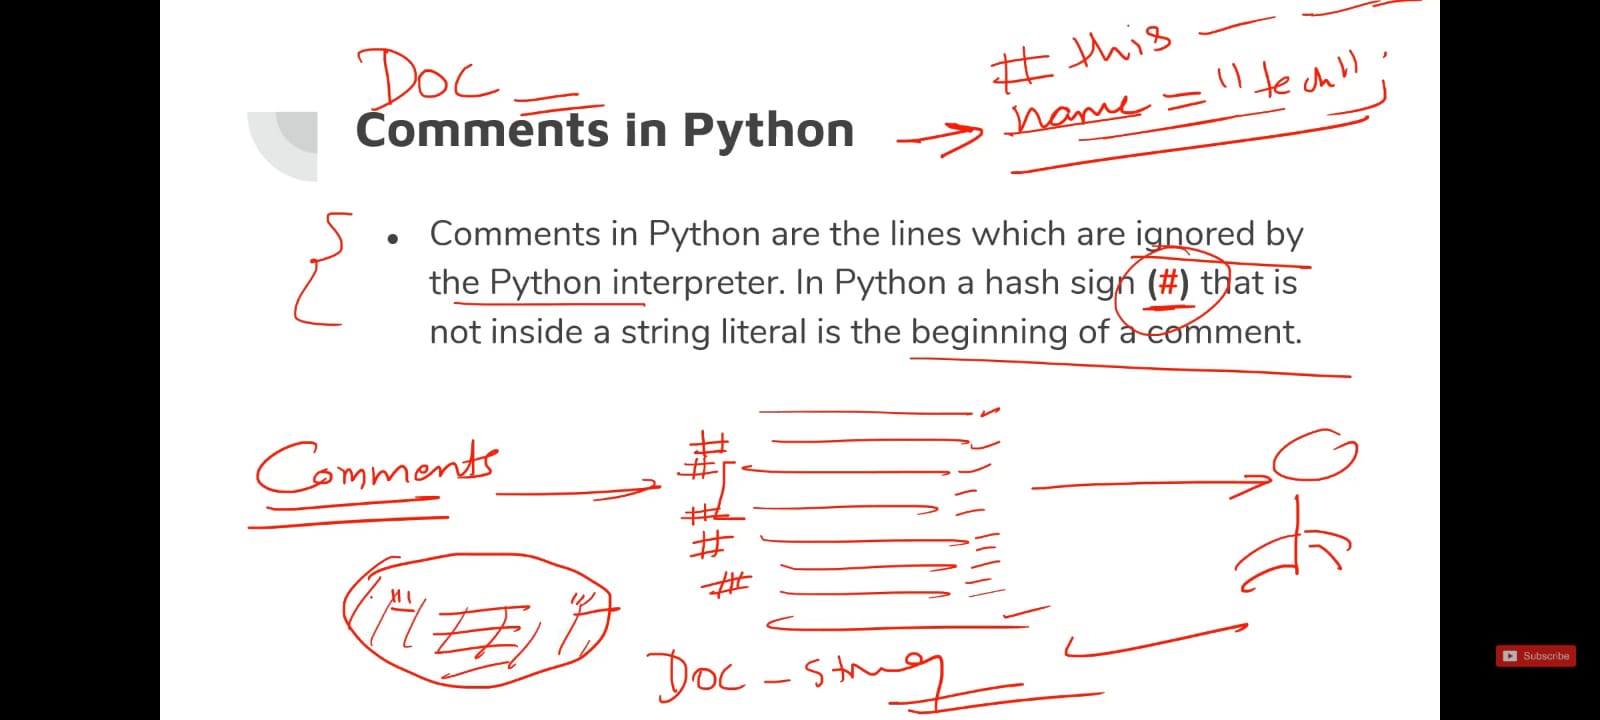 DOC
# this
name = "tech";
Comments in Python
• Comments in Python are the lines which are ignored by
the Python interpreter. In Python a hash sign (#) that is
not inside a string literal is the beginning of a comment.
Comments
#
#
#
#
#
DOC - string
Subscribe